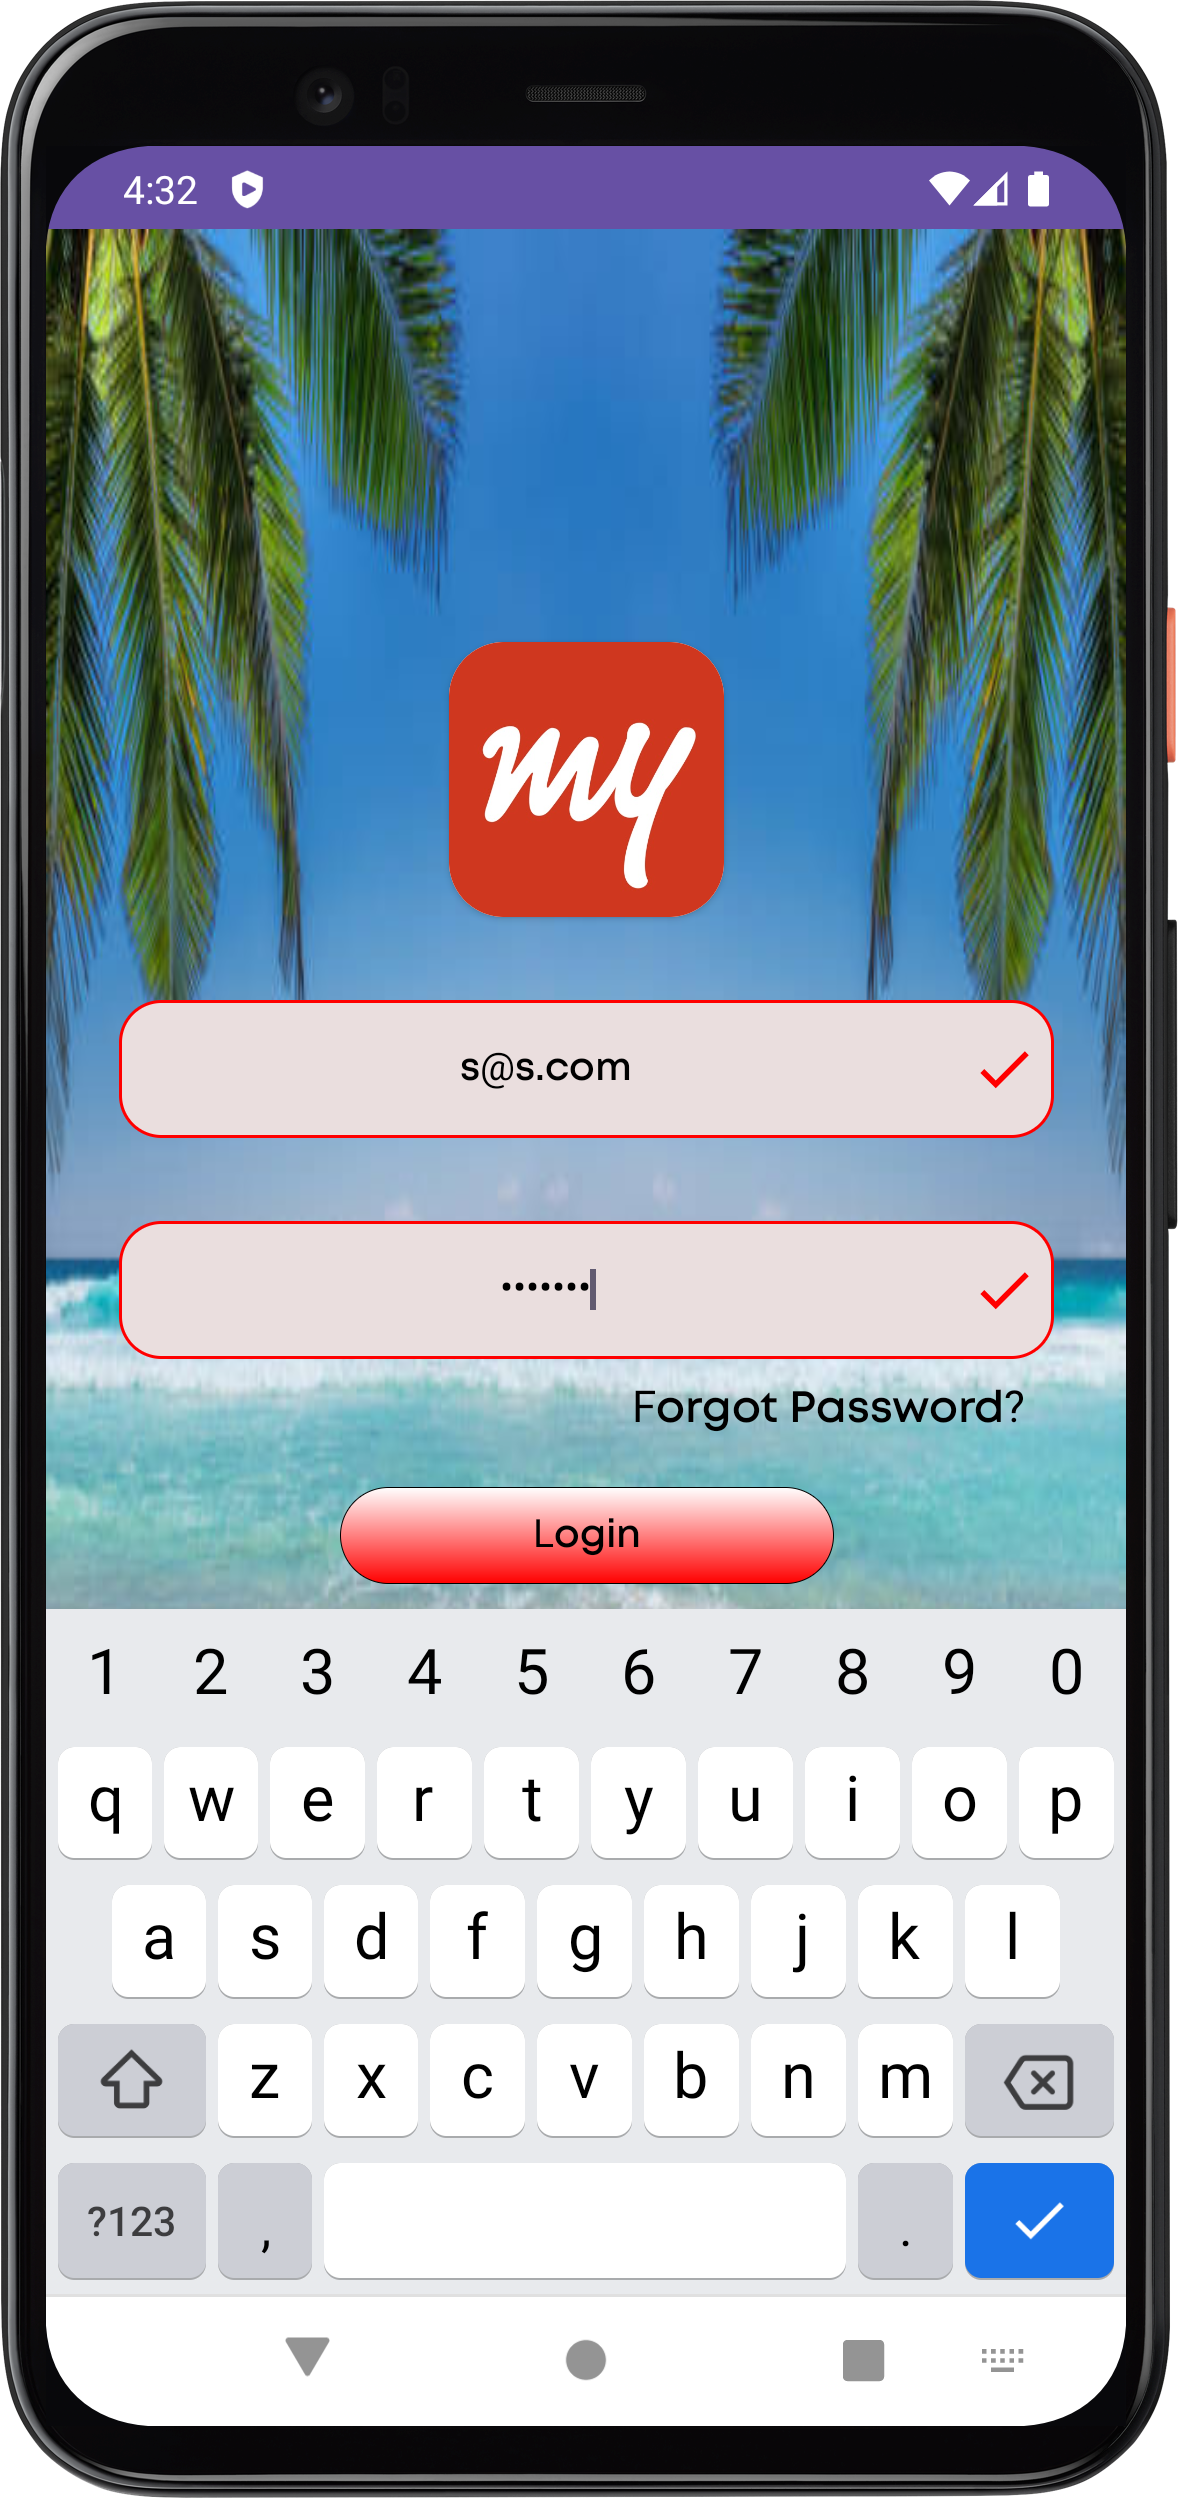 4:32
my
s@s.com
•••••••
Forgot Password?
Login
1 2 3 4 5 6 7 8 9 0
q w e r t y u i o p
a s d f g h j k l
z x c v b n m
?123 , .